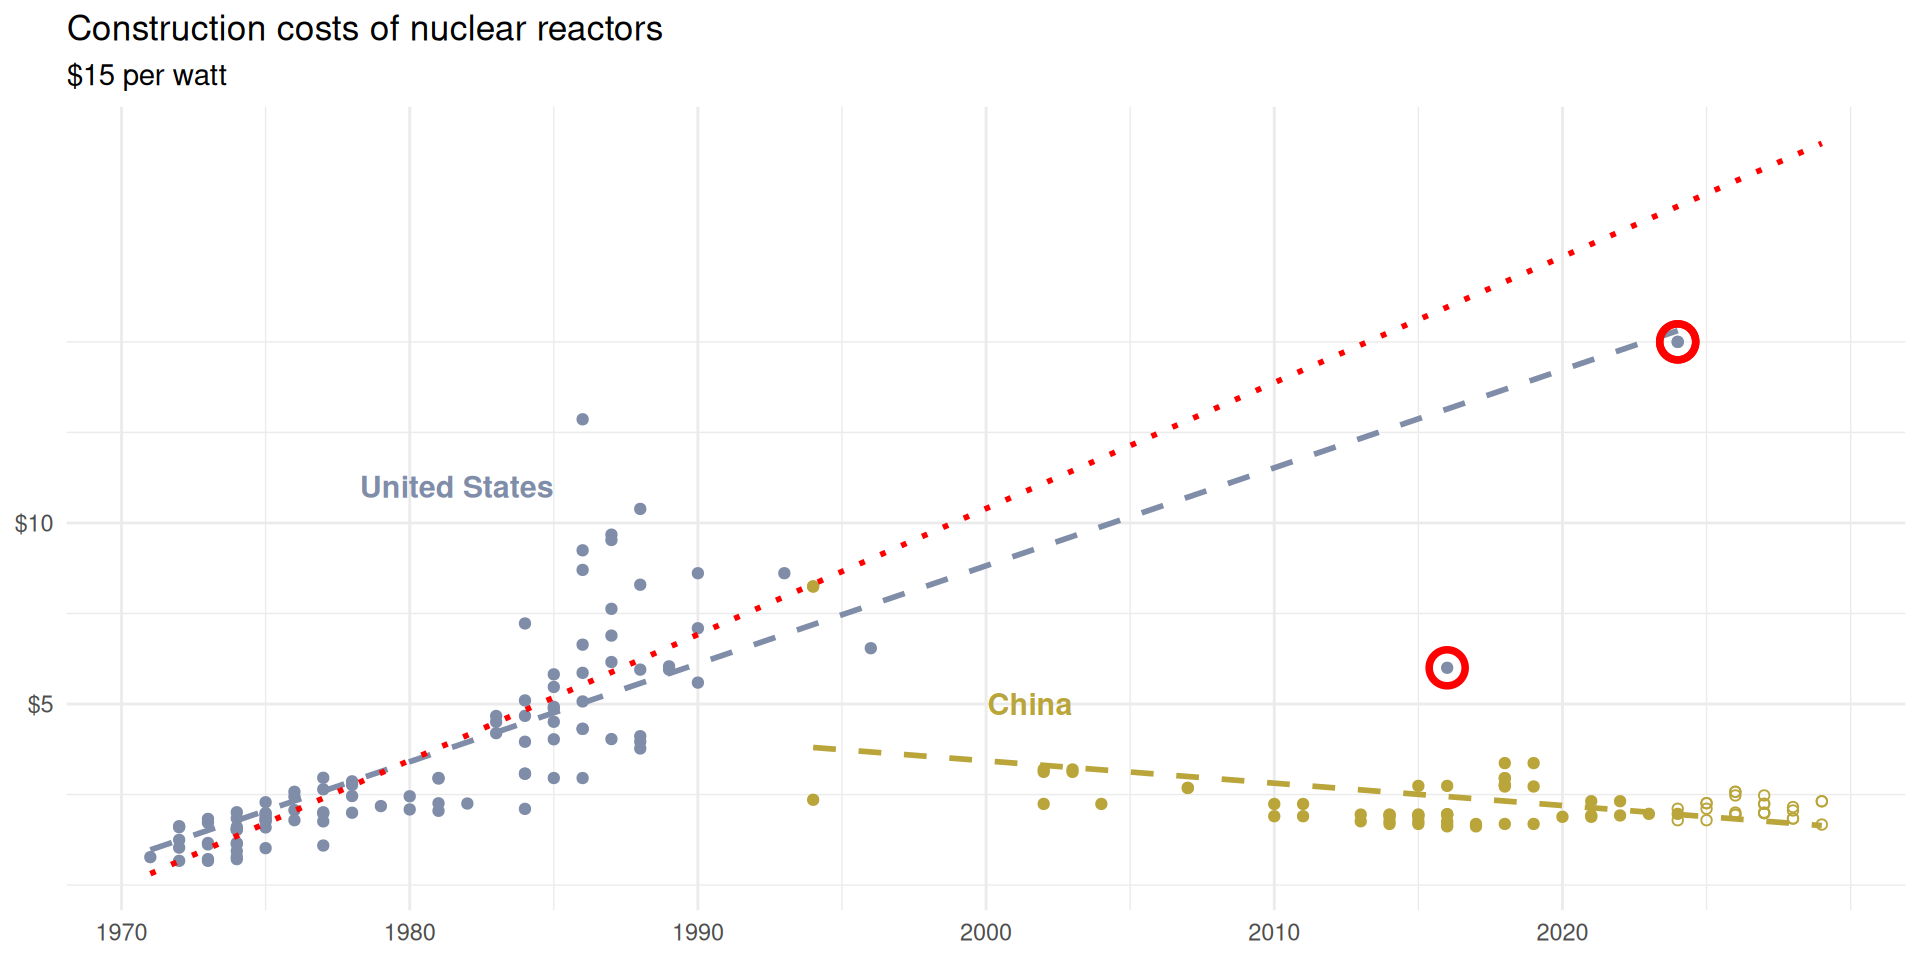 Construction costs of nuclear reactors
$15 per watt
United States
$10
China
$5
1970 1980 1990 2000 2010 2020